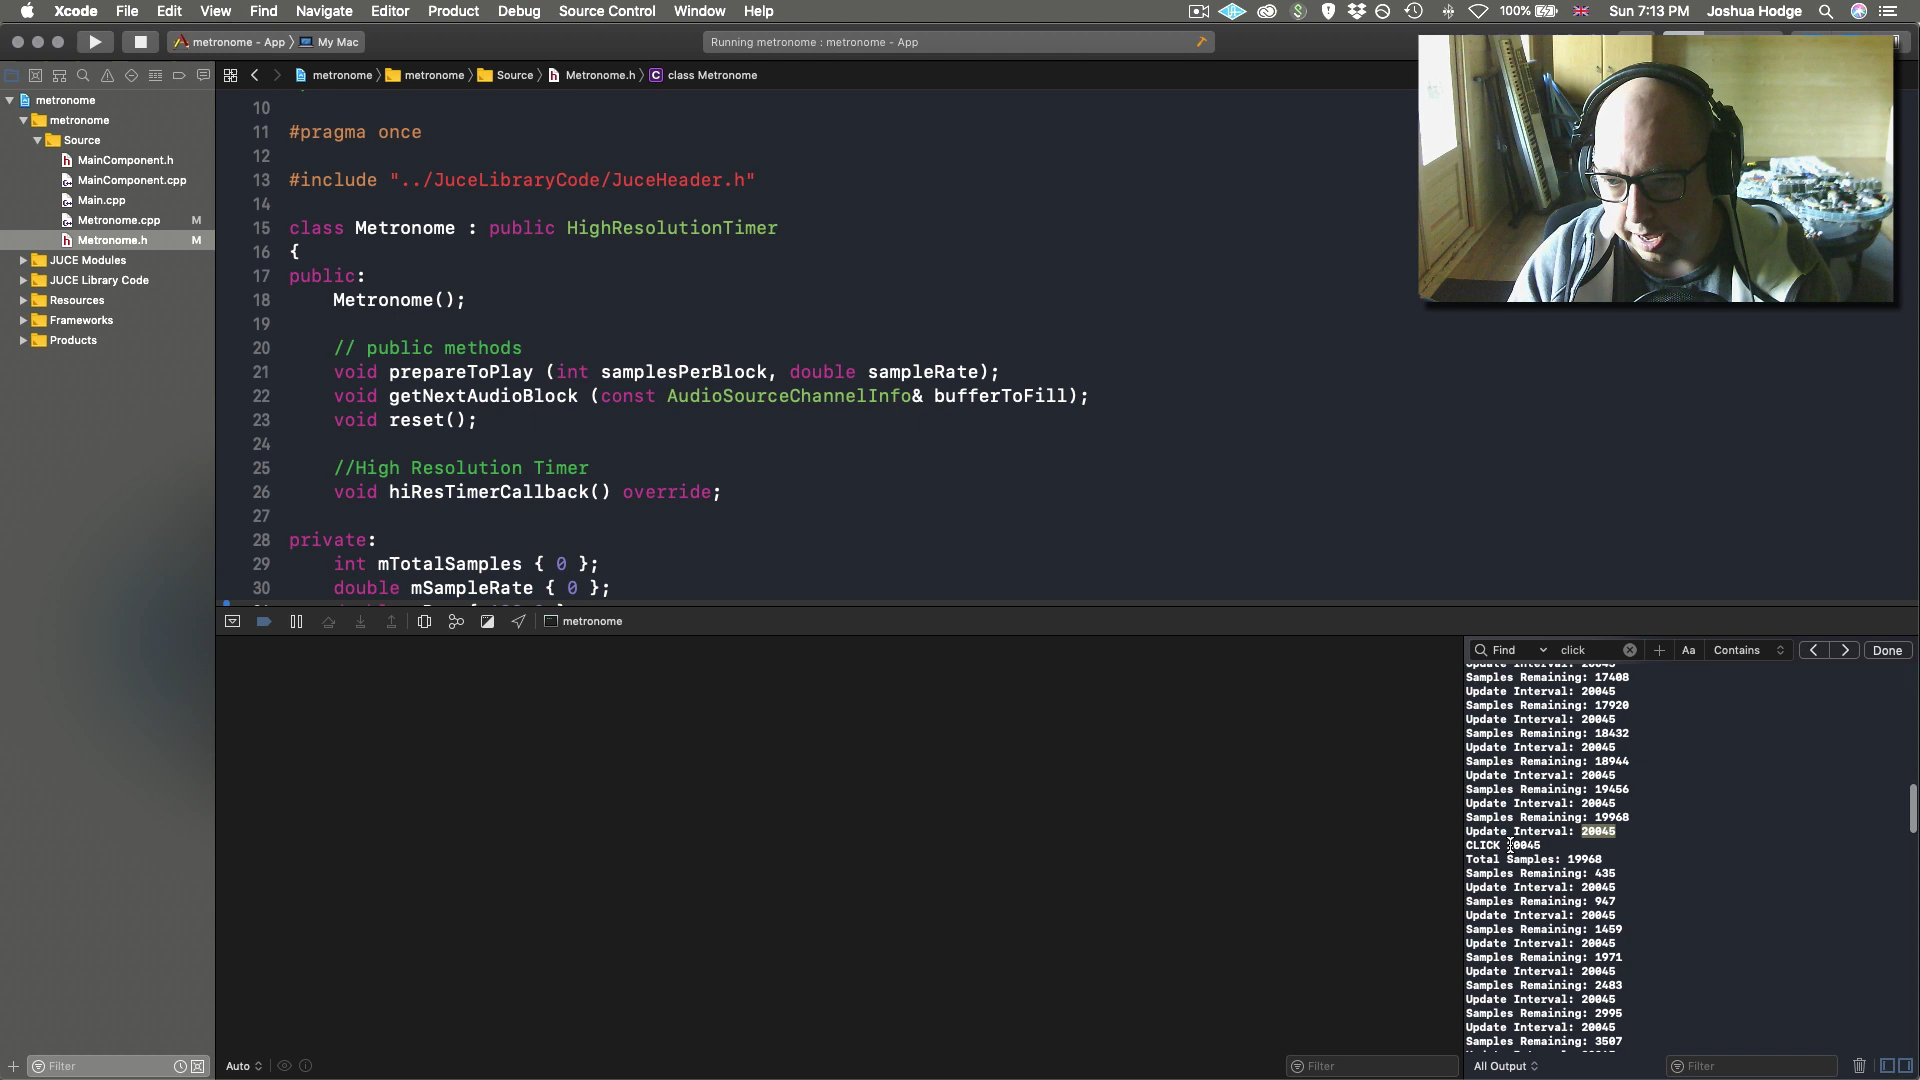 Xcode File Edit View Find Navigate Editor Product Debug Source Control Window Help 100% Sun 7:13 PM Joshua Hodge
metronome - App My Mac Running metronome : metronome - App
metronome metronome Source Metronome.h class Metronome
metronome
metronome
Source
MainComponent.h
MainComponent.cpp
Main.cpp
Metronome.cpp M
Metronome.h M
JUCE Modules
JUCE Library Code
Resources
Frameworks
Products
10
11 #pragma once
12
13 #include "../JuceLibraryCode/JuceHeader.h"
14
15 class Metronome : public HighResolutionTimer
16 {
17 public:
18 Metronome();
19
20 // public methods
21 void prepareToPlay (int samplesPerBlock, double sampleRate);
22 void getNextAudioBlock (const AudioSourceChannelInfo& bufferToFill);
23 void reset();
24
25 //High Resolution Timer
26 void hiResTimerCallback() override;
27
28 private:
29 int mTotalSamples { 0 };
30 double mSampleRate { 0 };
metronome
Find click Aa Contains Done
Update Interval: 20045
Samples Remaining: 17408
Update Interval: 20045
Samples Remaining: 17920
Update Interval: 20045
Samples Remaining: 18432
Update Interval: 20045
Samples Remaining: 18944
Update Interval: 20045
Samples Remaining: 19456
Update Interval: 20045
Samples Remaining: 19968
Update Interval: 20045
CLICK 20045
Total Samples: 19968
Samples Remaining: 435
Update Interval: 20045
Samples Remaining: 947
Update Interval: 20045
Samples Remaining: 1459
Update Interval: 20045
Samples Remaining: 1971
Update Interval: 20045
Samples Remaining: 2483
Update Interval: 20045
Samples Remaining: 2995
Update Interval: 20045
Samples Remaining: 3507
Filter Auto Filter All Output Filter